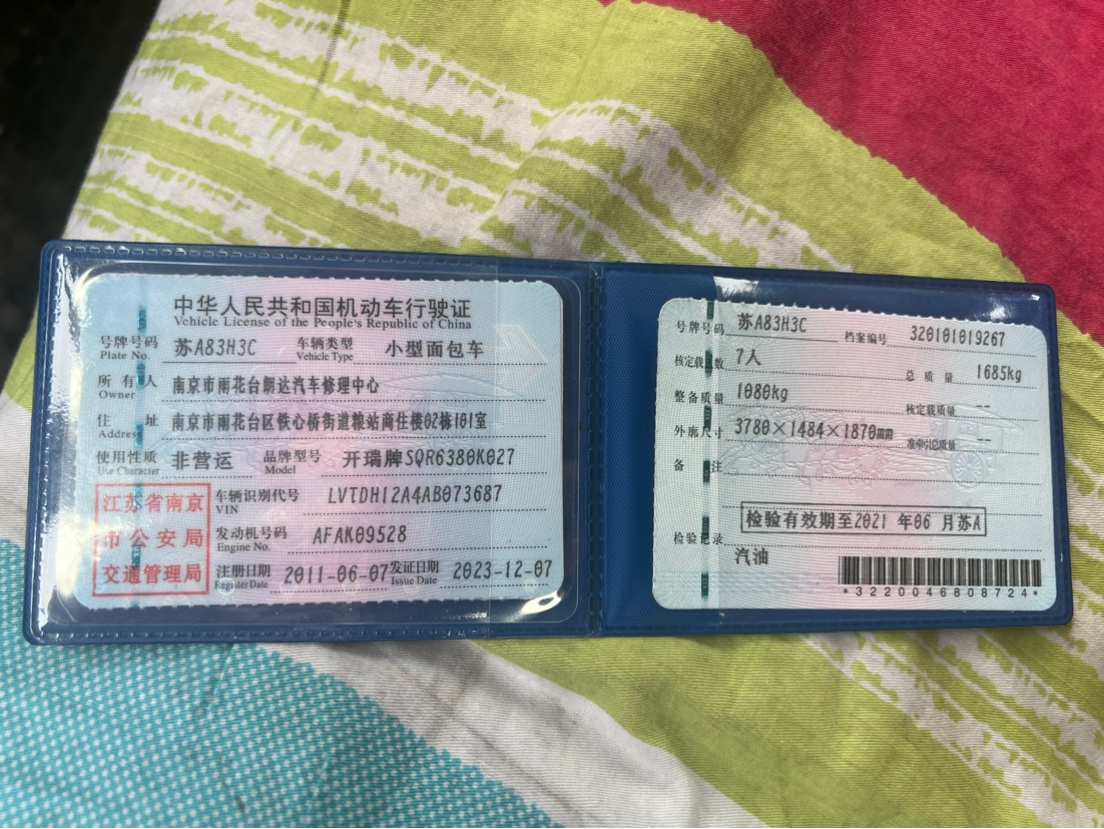 中华人民共和国机动车行驶证
Vehicle License of the People's Republic of China
号牌号码 苏A83H3C 车辆类型 小型面包车
Plate No. Vehicle Type
所有人 南京市雨花台朗达汽车修理中心
Owner
住址 南京市雨花台区铁心桥街道粮站商住楼02栋101室
Address
使用性质 非营运 品牌型号 开瑞牌SQR6380K027
Use Character Model
江苏省南京
市公安局
交通管理局
车辆识别代号 LVTDH12A4AB073687
VIN
发动机号码 AFAK09528
Engine No.
注册日期 2011-06-07 发证日期 2023-12-07
Register Date Issue Date
号牌号码 苏A83H3C 档案编号 320101019267
核定载人数 7人 总质量 1685kg
整备质量 1080kg 核定载质量 --
外廓尺寸 3780×1484×1870mm 准牵引总质量 --
备注
检验有效期至2021 年06 月苏A
检验记录
汽油
*3220046808724*